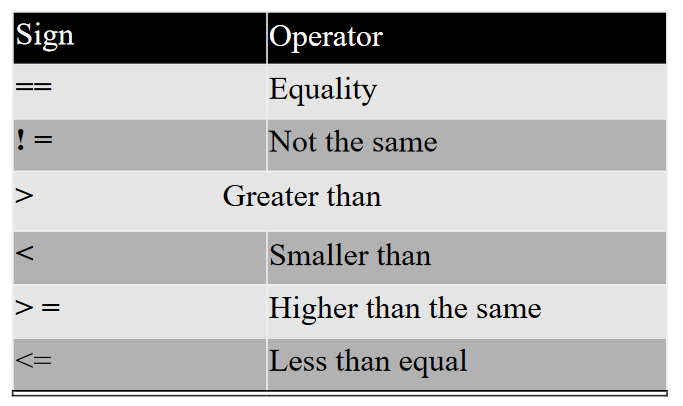 Sign Operator
== Equality
! = Not the same
> Greater than
< Smaller than
> = Higher than the same
<= Less than equal